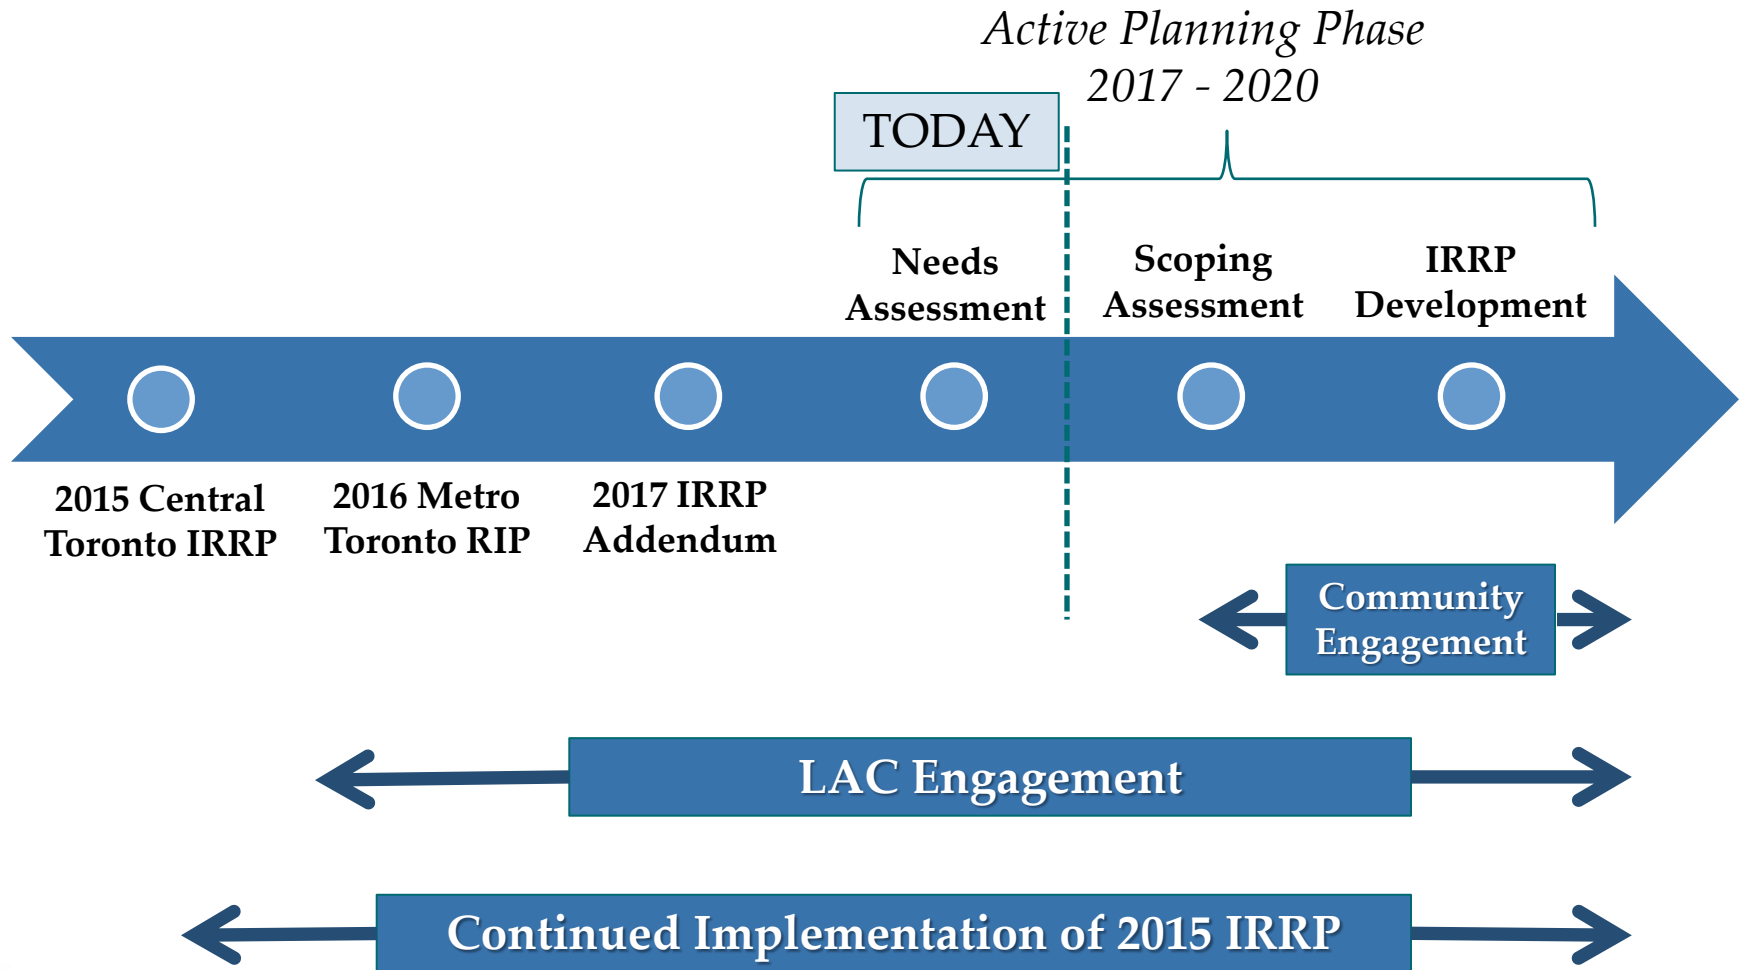 Active Planning Phase
2017 - 2020
TODAY
Needs
Assessment
Scoping
Assessment
IRRP
Development
2015 Central
Toronto IRRP
2016 Metro
Toronto RIP
2017 IRRP
Addendum
Community
Engagement
LAC Engagement
Continued Implementation of 2015 IRRP